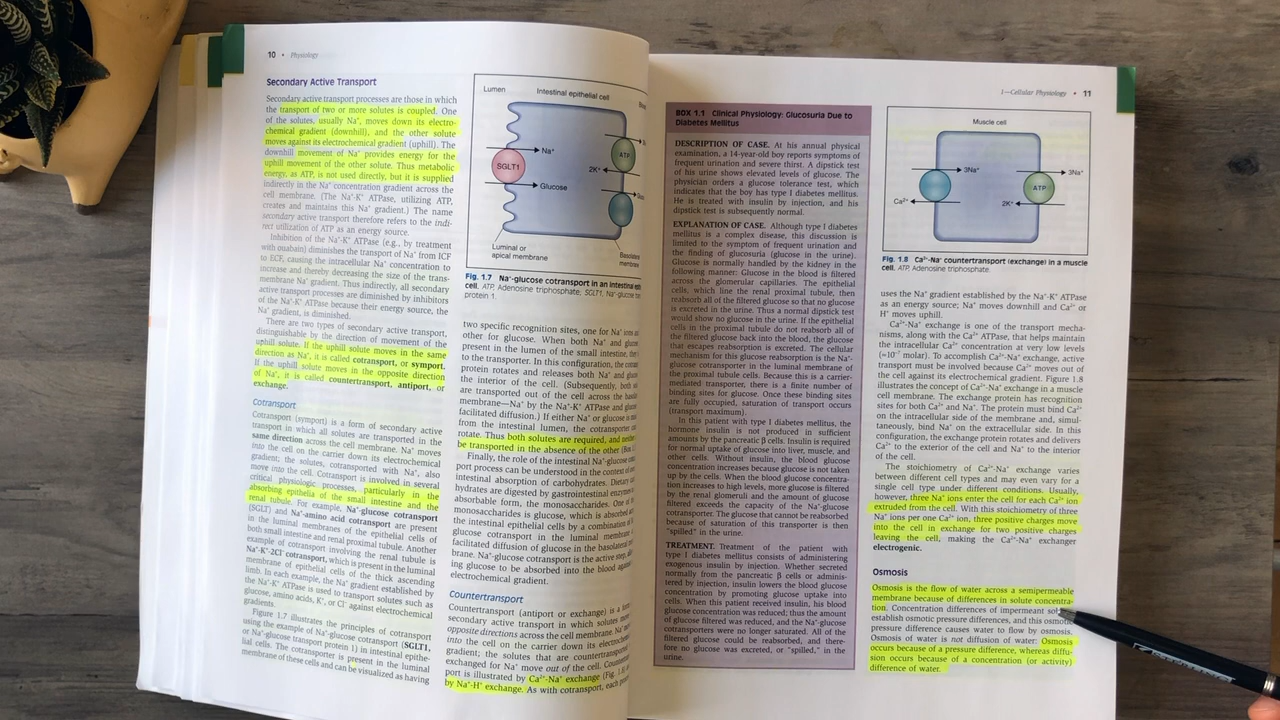 10 • Physiology
Secondary Active Transport
Secondary active transport processes are those in which
the transport of two or more solutes is coupled. One
of the solutes, usually Na⁺, moves down its electro-
chemical gradient (downhill), and the other solute
moves against its electrochemical gradient (uphill). The
downhill movement of Na⁺ provides energy for the
uphill movement of the other solute. Thus metabolic
energy, as ATP, is not used directly, but it is supplied
indirectly in the Na⁺ concentration gradient across the
cell membrane. (The Na⁺-K⁺ ATPase, utilizing ATP,
creates and maintains this Na⁺ gradient.) The name
secondary active transport therefore refers to the indi-
rect utilization of ATP as an energy source.
Inhibition of the Na⁺-K⁺ ATPase (e.g., by treatment
with ouabain) diminishes the transport of Na⁺ from ICF
to ECF, causing the intracellular Na⁺ concentration to
increase and thereby decreasing the size of the trans-
membrane Na⁺ gradient. Thus indirectly, all secondary
active transport processes are diminished by inhibitors
of the Na⁺-K⁺ ATPase because their energy source, the
Na⁺ gradient, is diminished.
There are two types of secondary active transport,
distinguishable by the direction of movement of the
uphill solute. If the uphill solute moves in the same
direction as Na⁺, it is called cotransport, or symport.
If the uphill solute moves in the opposite direction
of Na⁺, it is called countertransport, antiport, or
exchange.
Cotransport
Cotransport (symport) is a form of secondary active
transport in which all solutes are transported in the
same direction across the cell membrane. Na⁺ moves
into the cell on the carrier down its electrochemical
gradient; the solutes, cotransported with Na⁺, also
move into the cell. Cotransport is involved in several
critical physiologic processes, particularly in the
absorbing epithelia of the small intestine and the
renal tubule. For example, Na⁺-glucose cotransport
(SGLT) and Na⁺-amino acid cotransport are present
in the luminal membranes of the epithelial cells of
both small intestine and renal proximal tubule. Another
example of cotransport involving the renal tubule is
Na⁺-K⁺-2Cl⁻ cotransport, which is present in the luminal
membrane of epithelial cells of the thick ascending
limb. In each example, the Na⁺ gradient established by
the Na⁺-K⁺ ATPase is used to transport solutes such as
glucose, amino acids, K⁺, or Cl⁻ against electrochemical
gradients.
Figure 1.7 illustrates the principles of cotransport
using the example of Na⁺-glucose cotransport (SGLT1,
or Na⁺-glucose transport protein 1) in intestinal epithe-
lial cells. The cotransporter is present in the luminal
membrane of these cells and can be visualized as having
Lumen
Intestinal epithelial cell
SGLT1
Na⁺
Glucose
ATP
2K⁺
Luminal or
apical membrane
Basolateral
membrane
Fig. 1.7 Na⁺-glucose cotransport in an intestinal
cell. ATP, Adenosine triphosphate; SGLT1, Na⁺-glucose
protein 1.
two specific recognition sites, one for Na⁺ ions
other for glucose. When both Na⁺ and
present in the lumen of the small intestine,
to the transporter. In this configuration, the
protein rotates and releases both Na⁺ and
the interior of the cell. (Subsequently, both
are transported out of the cell across the
membrane—Na⁺ by the Na⁺-K⁺ ATPase and
facilitated diffusion.) If either Na⁺ or glucose is
from the intestinal lumen, the cotransporter
rotate. Thus both solutes are required, and
be transported in the absence of the other
Finally, the role of the intestinal Na⁺-glucose
port process can be understood in the context of
intestinal absorption of carbohydrates. Dietary
hydrates are digested by gastrointestinal enzymes
absorbable form, the monosaccharides. One of
monosaccharides is glucose, which is absorbed
the intestinal epithelial cells by a combination of
glucose cotransport in the luminal membrane
facilitated diffusion of glucose in the basolateral
brane. Na⁺-glucose cotransport is the active step,
ing glucose to be absorbed into the blood against
electrochemical gradient.
Countertransport
Countertransport (antiport or exchange) is a form
secondary active transport in which solutes move
opposite directions across the cell membrane. Na⁺
into the cell on the carrier down its electrochemical
gradient; the solutes that are countertransported
exchanged for Na⁺ move out of the cell.
port is illustrated by Ca²⁺-Na⁺ exchange (Fig.
by Na⁺-H⁺ exchange. As with cotransport, each
1—Cellular Physiology • 11
BOX 1.1 Clinical Physiology: Glucosuria Due to
Diabetes Mellitus
DESCRIPTION OF CASE. At his annual physical
examination, a 14-year-old boy reports symptoms of
frequent urination and severe thirst. A dipstick test
of his urine shows elevated levels of glucose. The
physician orders a glucose tolerance test, which
indicates that the boy has type I diabetes mellitus.
He is treated with insulin by injection, and his
dipstick test is subsequently normal.
EXPLANATION OF CASE. Although type I diabetes
mellitus is a complex disease, this discussion is
limited to the symptom of frequent urination and
the finding of glucosuria (glucose in the urine).
Glucose is normally handled by the kidney in the
following manner: Glucose in the blood is filtered
across the glomerular capillaries. The epithelial
cells, which line the renal proximal tubule, then
reabsorb all of the filtered glucose so that no glucose
is excreted in the urine. Thus a normal dipstick test
would show no glucose in the urine. If the epithelial
cells in the proximal tubule do not reabsorb all of
the filtered glucose back into the blood, the glucose
that escapes reabsorption is excreted. The cellular
mechanism for this glucose reabsorption is the Na⁺-
glucose cotransporter in the luminal membrane of
the proximal tubule cells. Because this is a carrier-
mediated transporter, there is a finite number of
binding sites for glucose. Once these binding sites
are fully occupied, saturation of transport occurs
(transport maximum).
In this patient with type I diabetes mellitus, the
hormone insulin is not produced in sufficient
amounts by the pancreatic β cells. Insulin is required
for normal uptake of glucose into liver, muscle, and
other cells. Without insulin, the blood glucose
concentration increases because glucose is not taken
up by the cells. When the blood glucose concentra-
tion increases to high levels, more glucose is filtered
by the renal glomeruli and the amount of glucose
filtered exceeds the capacity of the Na⁺-glucose
cotransporter. The glucose that cannot be reabsorbed
because of saturation of this transporter is then
"spilled" in the urine.
TREATMENT. Treatment of the patient with
type I diabetes mellitus consists of administering
exogenous insulin by injection. Whether secreted
normally from the pancreatic β cells or adminis-
tered by injection, insulin lowers the blood glucose
concentration by promoting glucose uptake into
cells. When this patient received insulin, his blood
glucose concentration was reduced; thus the amount
of glucose filtered was reduced, and the Na⁺-glucose
cotransporters were no longer saturated. All of the
filtered glucose could be reabsorbed, and there-
fore no glucose was excreted, or "spilled," in the
urine.
Muscle cell
3Na⁺
Ca²⁺
ATP
3Na⁺
2K⁺
Fig. 1.8 Ca²⁺-Na⁺ countertransport (exchange) in a muscle
cell. ATP, Adenosine triphosphate.
uses the Na⁺ gradient established by the Na⁺-K⁺ ATPase
as an energy source; Na⁺ moves downhill and Ca²⁺ or
H⁺ moves uphill.
Ca²⁺-Na⁺ exchange is one of the transport mecha-
nisms, along with the Ca²⁺ ATPase, that helps maintain
the intracellular Ca²⁺ concentration at very low levels
(≈10⁻⁷ molar). To accomplish Ca²⁺-Na⁺ exchange, active
transport must be involved because Ca²⁺ moves out of
the cell against its electrochemical gradient. Figure 1.8
illustrates the concept of Ca²⁺-Na⁺ exchange in a muscle
cell membrane. The exchange protein has recognition
sites for both Ca²⁺ and Na⁺. The protein must bind Ca²⁺
on the intracellular side of the membrane and, simul-
taneously, bind Na⁺ on the extracellular side. In this
configuration, the exchange protein rotates and delivers
Ca²⁺ to the exterior of the cell and Na⁺ to the interior
of the cell.
The stoichiometry of Ca²⁺-Na⁺ exchange varies
between different cell types and may even vary for a
single cell type under different conditions. Usually,
however, three Na⁺ ions enter the cell for each Ca²⁺ ion
extruded from the cell. With this stoichiometry of three
Na⁺ ions per one Ca²⁺ ion, three positive charges move
into the cell in exchange for two positive charges
leaving the cell, making the Ca²⁺-Na⁺ exchanger
electrogenic.
Osmosis
Osmosis is the flow of water across a semipermeable
membrane because of differences in solute concentra-
tion. Concentration differences of impermeant
establish osmotic pressure differences, and this osmotic
pressure difference causes water to flow by osmosis.
Osmosis of water is not diffusion of water: Osmosis
occurs because of a pressure difference, whereas diffu-
sion occurs because of a concentration (or activity)
difference of water.